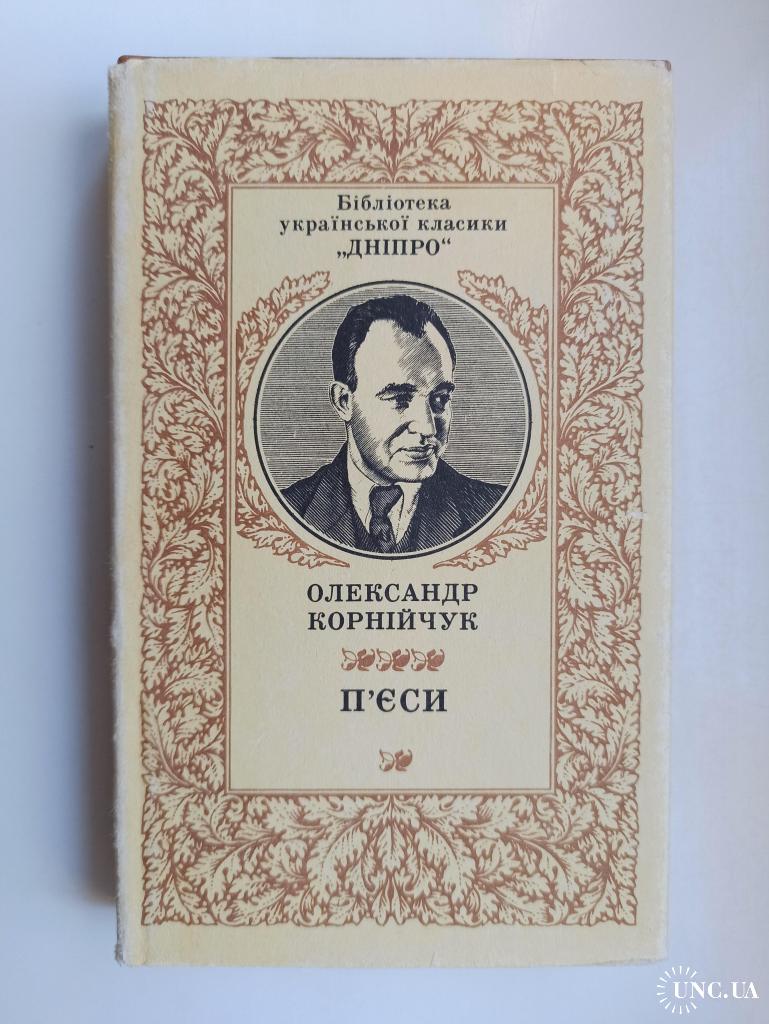 Бібліотека
української класики
„ДНІПРО“
ОЛЕКСАНДР
КОРНІЙЧУК
П’ЄСИ
UNC.UA